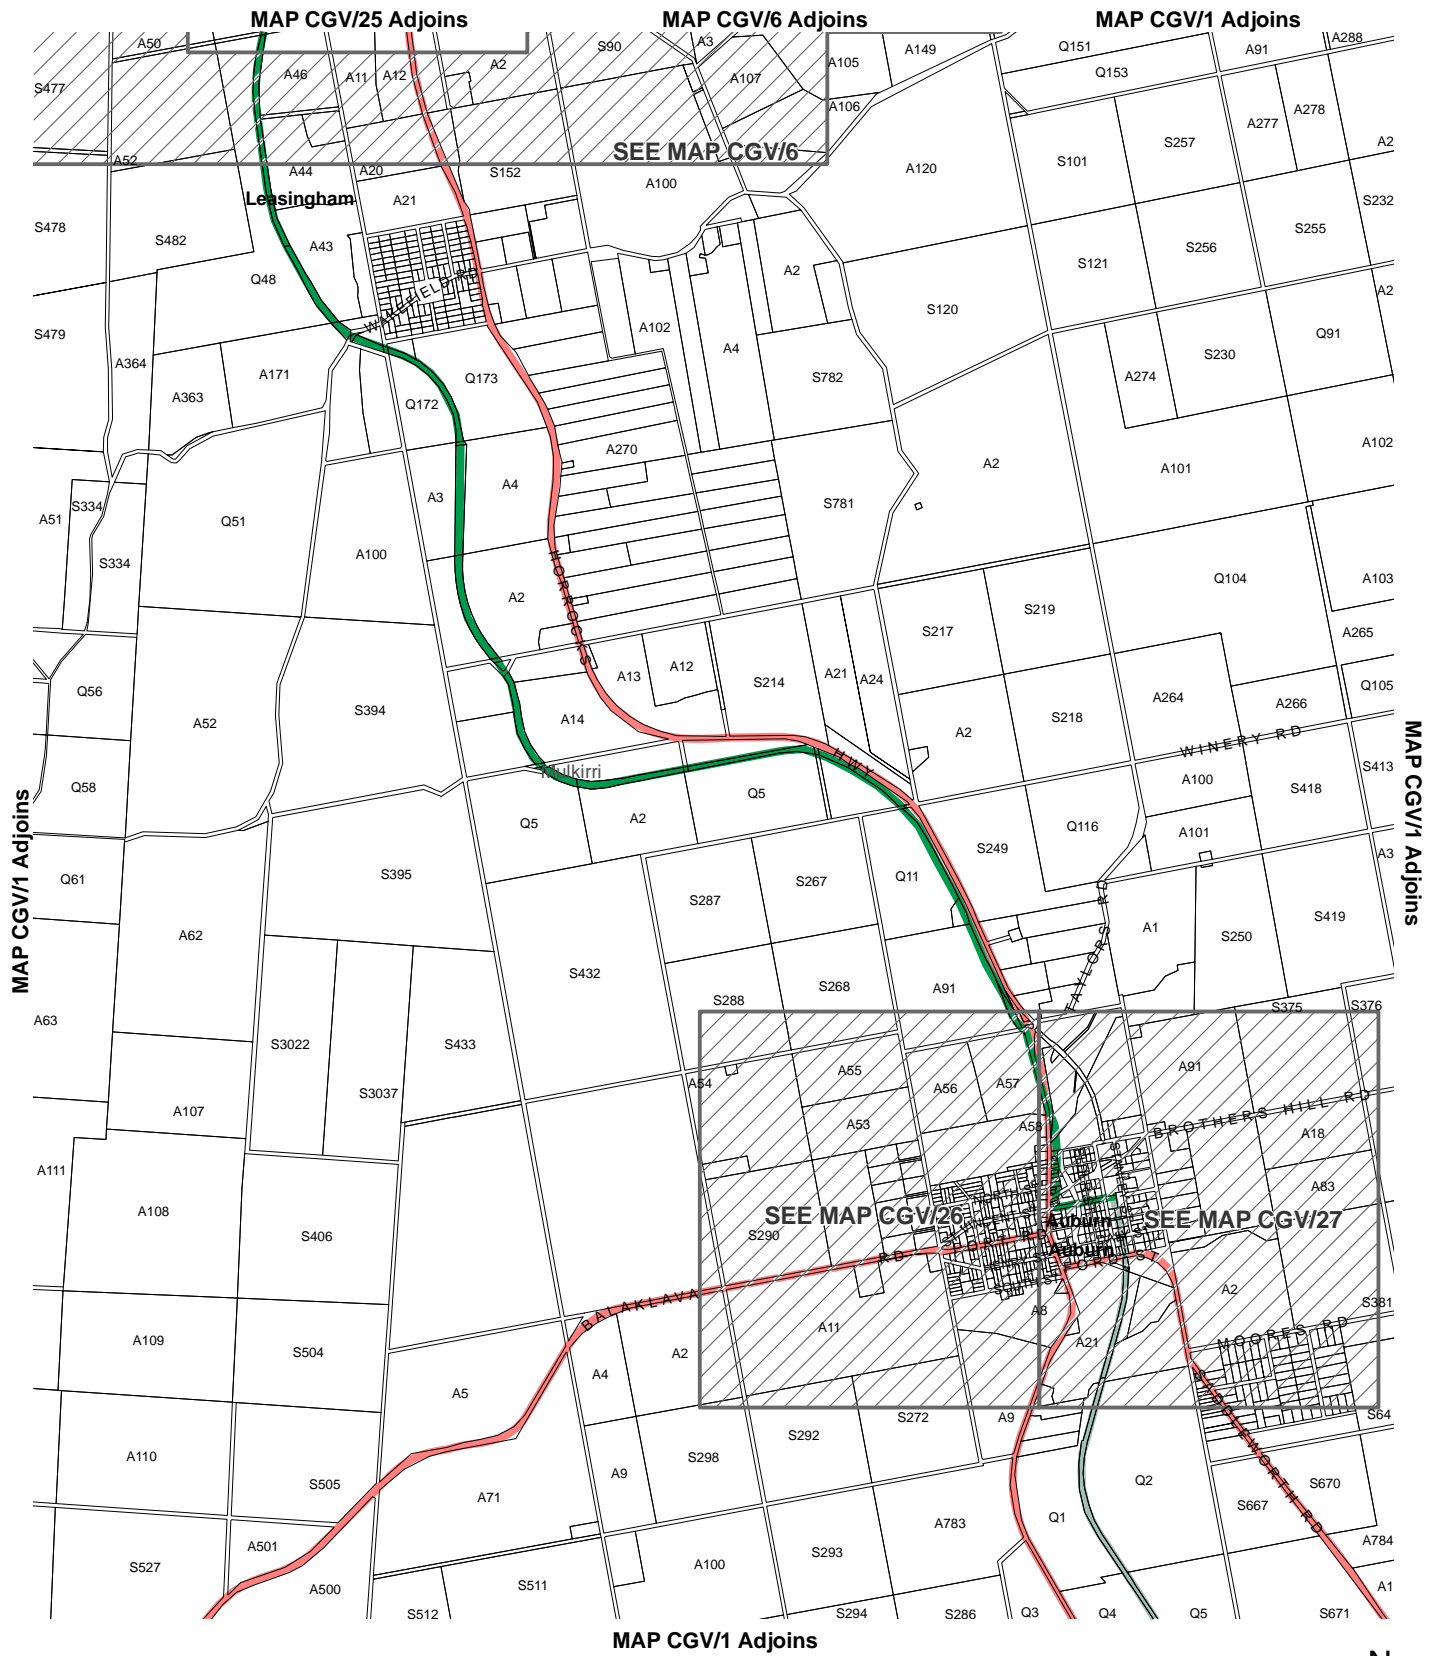 MAP CGV/25 Adjoins MAP CGV/6 Adjoins MAP CGV/1 Adjoins
A50 S90 A3 A149 Q151 A91 A288
A46 A11 A12 A2 A107 A105 Q153
S477 A106 A277 A278
SEE MAP CGV/6 S257 A2
A52 A44 A20 S152 A100 A120 S101
Leasingham A21 S232
S478 S482 A43 S255
Q48 A2 S121 S256
WAKEFIELD RD A2
S479 A102 S120 Q91
A364 A171 A4 S230
A363 Q172 Q173 S782 A274
A270 A2 A101 A102
A51 S334 Q51 A3 A4 S781
S334 A100 Q104 A103
HORROCKS HWY
A2 S217 S219 A265
Q56 A13 A12 S214 A21 A24 Q105
A52 S394 A14 A2 S218 A264 A266
WINERY RD
Mulkirri S413
Q58 Q5 A2 Q5 A100 S418
Q116 A101
Q61 S395 S287 S267 Q11 S249 A3
MAP CGV/1 Adjoins
MAP CGV/1 Adjoins
TAYLORS RD
A62 S432 A1 S250 S419
S288 S268 A91 S375 S376
A63 S3022 S433 A55 A57 A91
A54 A56
S3037
A107 A53 A58 BROTHERS HILL RD
A18
A111 A83
A108 S406 SEE MAP CGV/26 Auburn SEE MAP CGV/27
S290 PORT RD
Auburn
RD
A2 S381
BALAKLAVA
A109 S504 A11 A8 MOORES RD
A21
A2
A5 A4
S272 A9 S64
S292
A110 S505 A9 S298 Q2 S670
A71 S667
SADDLEWORTH RD
A783 Q1
A501 S527 A100 S293 A784
A500 S511 A1
S512 S294 S286 Q3 Q4 Q5 S671
MAP CGV/1 Adjoins
N